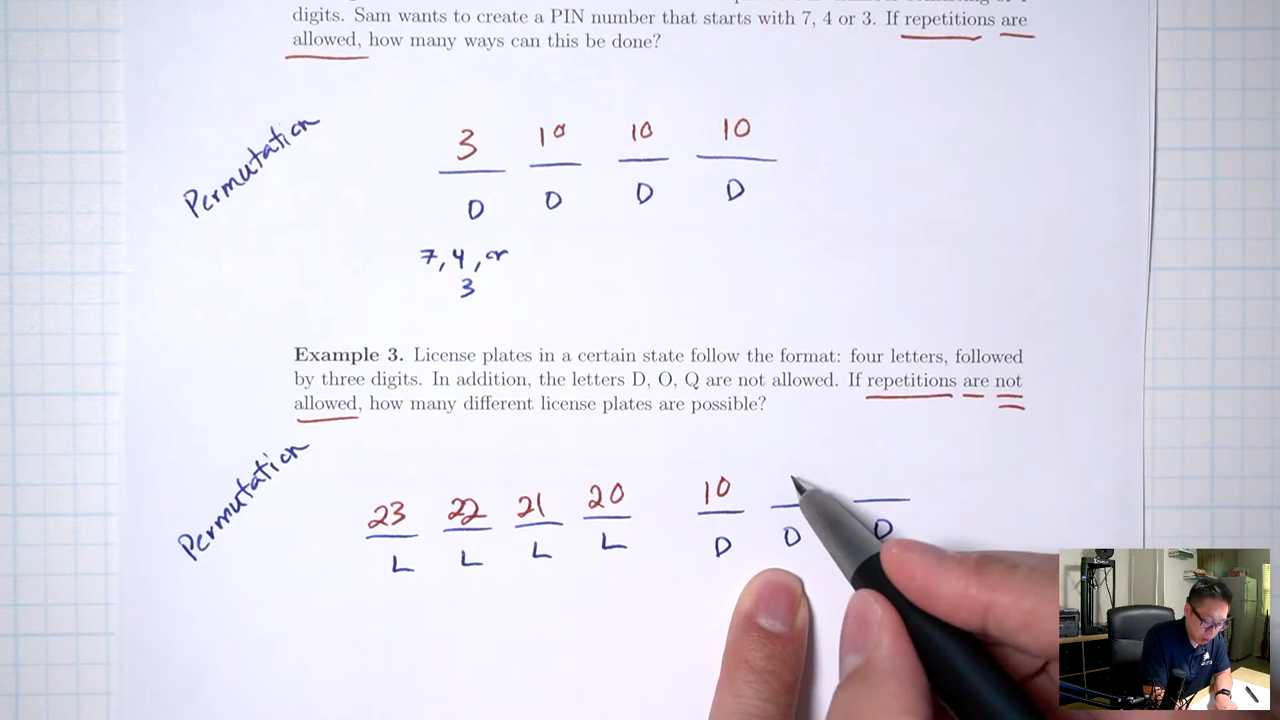 digits. Sam wants to create a PIN number that starts with 7, 4 or 3. If repetitions are
allowed, how many ways can this be done?
Permutation
3 10 10 10
D D D D
7, 4, or
3
Example 3. License plates in a certain state follow the format: four letters, followed
by three digits. In addition, the letters D, O, Q are not allowed. If repetitions are not
allowed, how many different license plates are possible?
Permutation
23 22 21 20 10
L L L L D D D